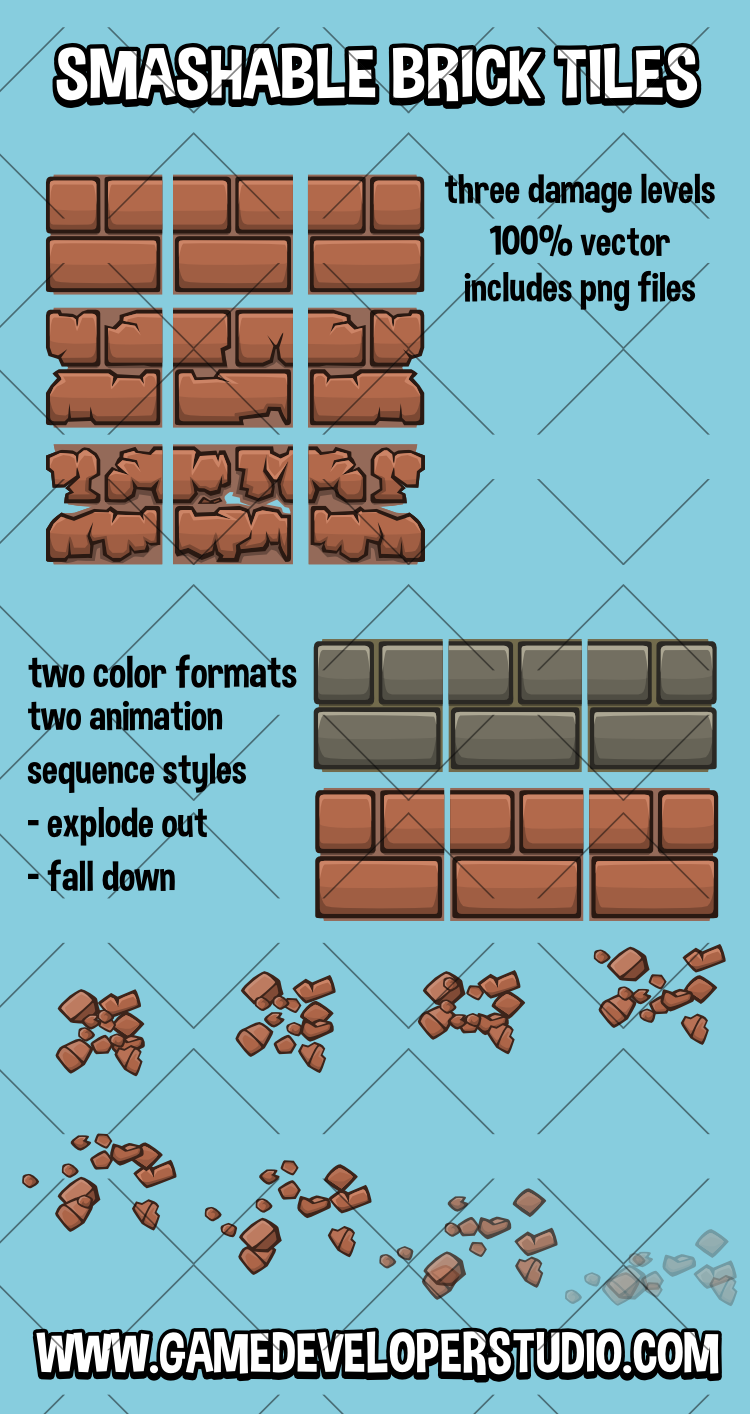 SMASHABLE BRICK TILES
three damage levels
100% vector
includes png files
two color formats
two animation
sequence styles
- explode out
- fall down
WWW.GAMEDEVELOPERSTUDIO.COM